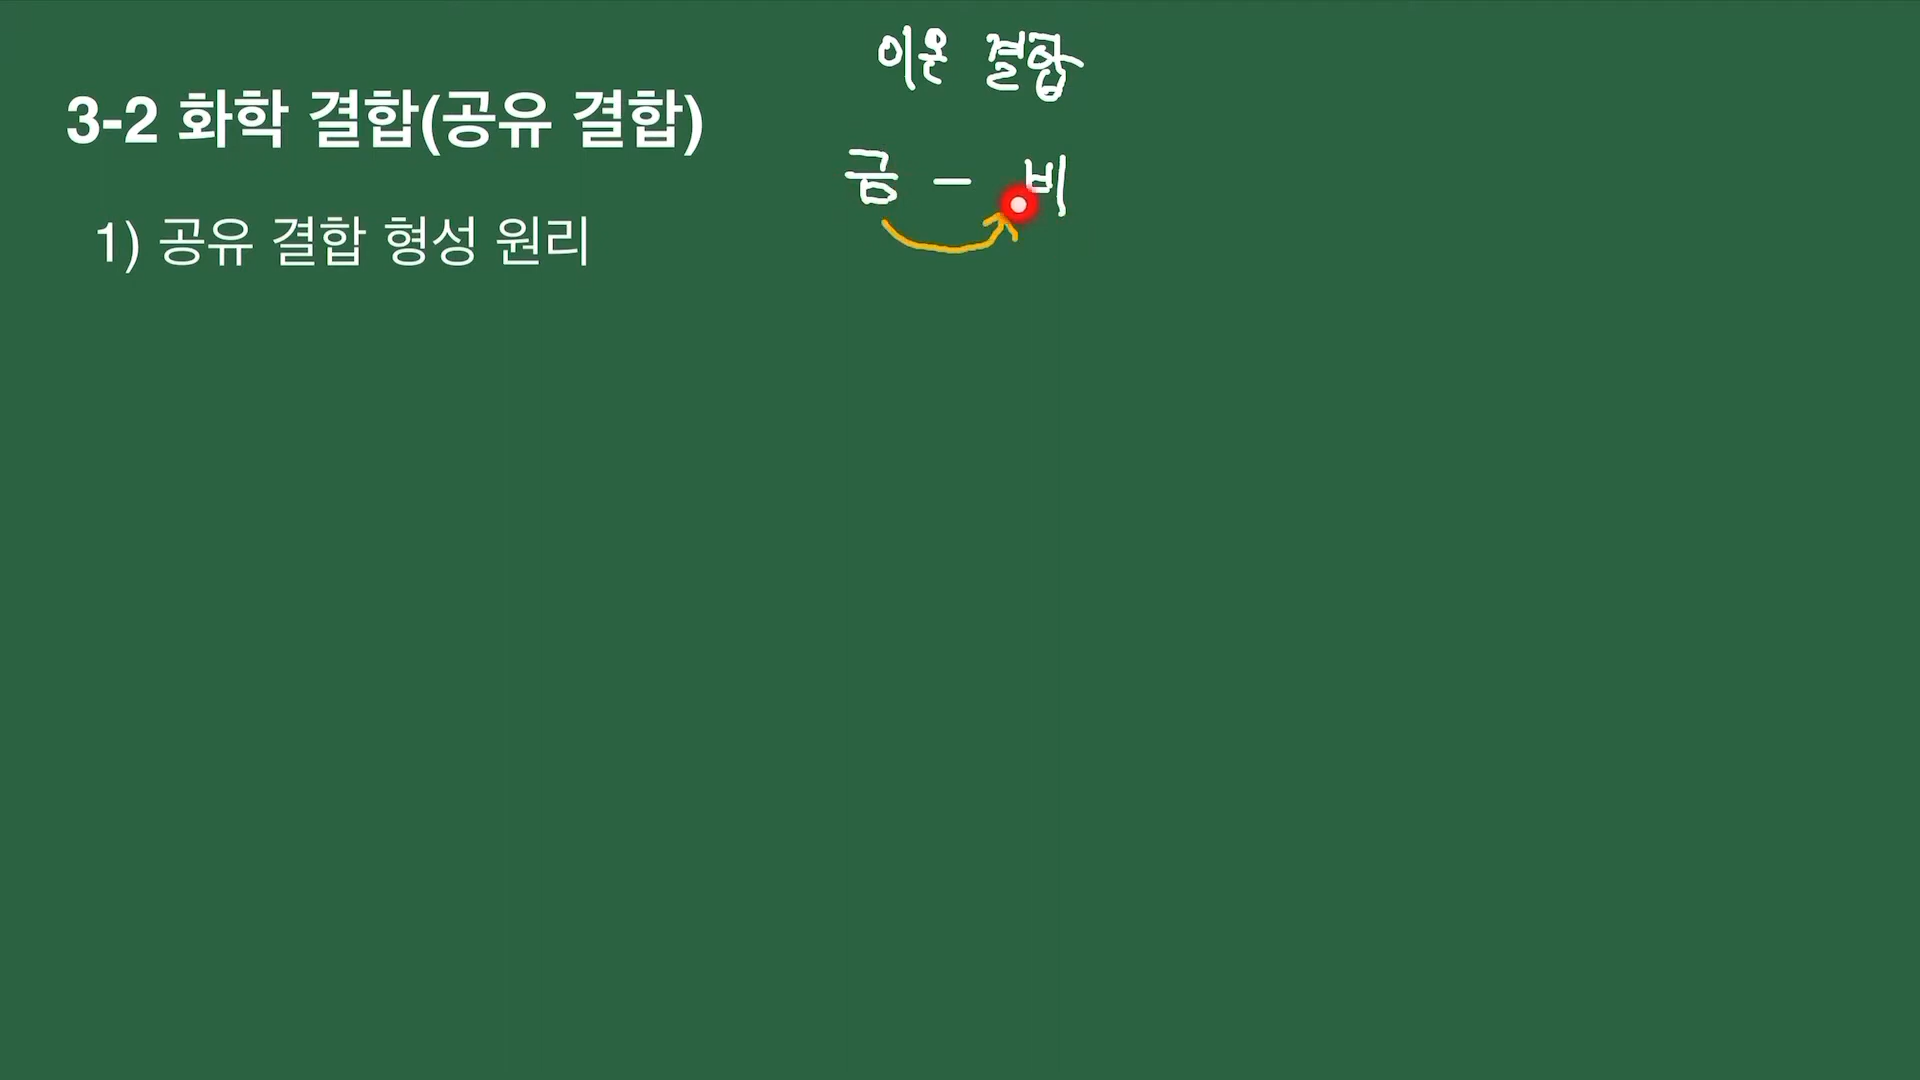 이온 결합
3-2 화학 결합(공유 결합)
금 - 비
1) 공유 결합 형성 원리